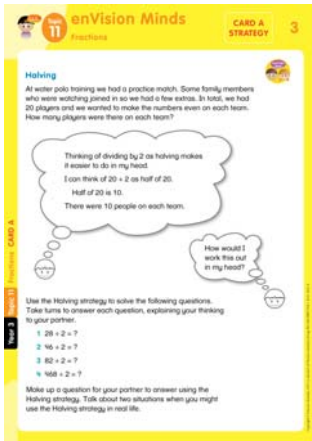 Topic
11
enVision Minds
Fractions
CARD A
STRATEGY
3
Halving
At water polo training we had a practice match. Some family members
who were watching joined in so we had a few extras. In total, we had
20 players and we wanted to make the numbers even on each team.
How many players were there on each team?
Thinking of dividing by 2 as halving makes
it easier to do in my head.
I can think of 20 ÷ 2 as half of 20.
Half of 20 is 10.
There were 10 people on each team.
How would I
work this out
in my head?
Use the Halving strategy to solve the following questions.
Take turns to answer each question, explaining your thinking
to your partner.
1 28 ÷ 2 = ?
2 46 ÷ 2 = ?
3 82 ÷ 2 = ?
4 468 ÷ 2 = ?
Make up a question for your partner to answer using the
Halving strategy. Talk about two situations when you might
use the Halving strategy in real life.
Year 3 Topic 11 Fractions CARD A